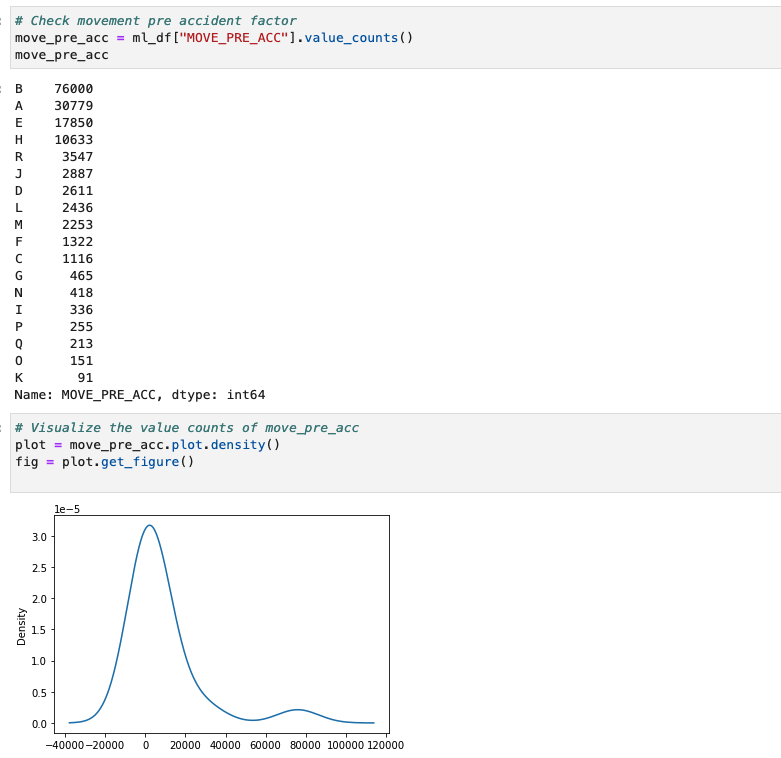 # Check movement pre accident factor
move_pre_acc = ml_df["MOVE_PRE_ACC"].value_counts()
move_pre_acc
B 76000
A 30779
E 17850
H 10633
R 3547
J 2887
D 2611
L 2436
M 2253
F 1322
C 1116
G 465
N 418
I 336
P 255
Q 213
O 151
K 91
Name: MOVE_PRE_ACC, dtype: int64
# Visualize the value counts of move_pre_acc
plot = move_pre_acc.plot.density()
fig = plot.get_figure()
1e−5
3.0
2.5
2.0
1.5
1.0
0.5
0.0
Density
−40000 −20000 0 20000 40000 60000 80000 100000 120000